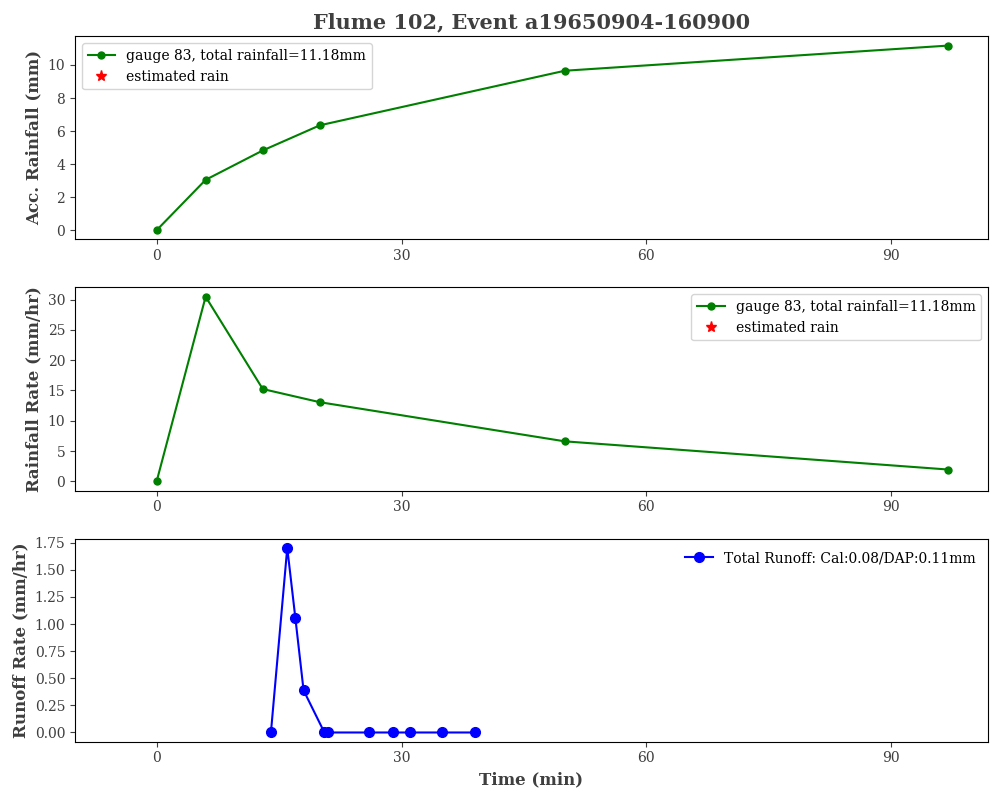 Flume 102, Event a19650904-160900
Acc. Rainfall (mm)
10
8
6
4
2
0
gauge 83, total rainfall=11.18mm
estimated rain
0 30 60 90
Rainfall Rate (mm/hr)
30
25
20
15
10
5
0
gauge 83, total rainfall=11.18mm
estimated rain
0 30 60 90
Runoff Rate (mm/hr)
1.75
1.50
1.25
1.00
0.75
0.50
0.25
0.00
Total Runoff: Cal:0.08/DAP:0.11mm
0 30 60 90
Time (min)